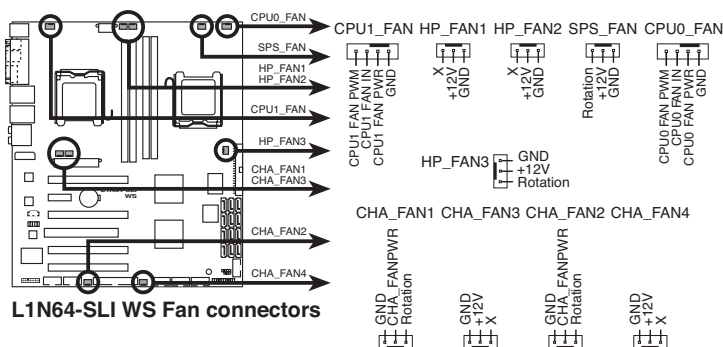 CPU0_FAN
SPS_FAN
HP_FAN1
HP_FAN2
CPU1_FAN
HP_FAN3
CHA_FAN1
CHA_FAN3
CHA_FAN2
CHA_FAN4
L1N64-SLI WS
L1N64-SLI WS Fan connectors
CPU1_FAN HP_FAN1 HP_FAN2 SPS_FAN CPU0_FAN
CPU1 FAN PWM
CPU1 FAN IN
CPU1 FAN PWR
GND
X
+12V
GND
X
+12V
GND
Rotation
+12V
GND
CPU0 FAN PWM
CPU0 FAN IN
CPU0 FAN PWR
GND
HP_FAN3
GND
+12V
Rotation
CHA_FAN1 CHA_FAN3 CHA_FAN2 CHA_FAN4
GND
CHA_FANPWR
Rotation
GND
+12V
X
GND
CHA_FANPWR
Rotation
GND
+12V
X